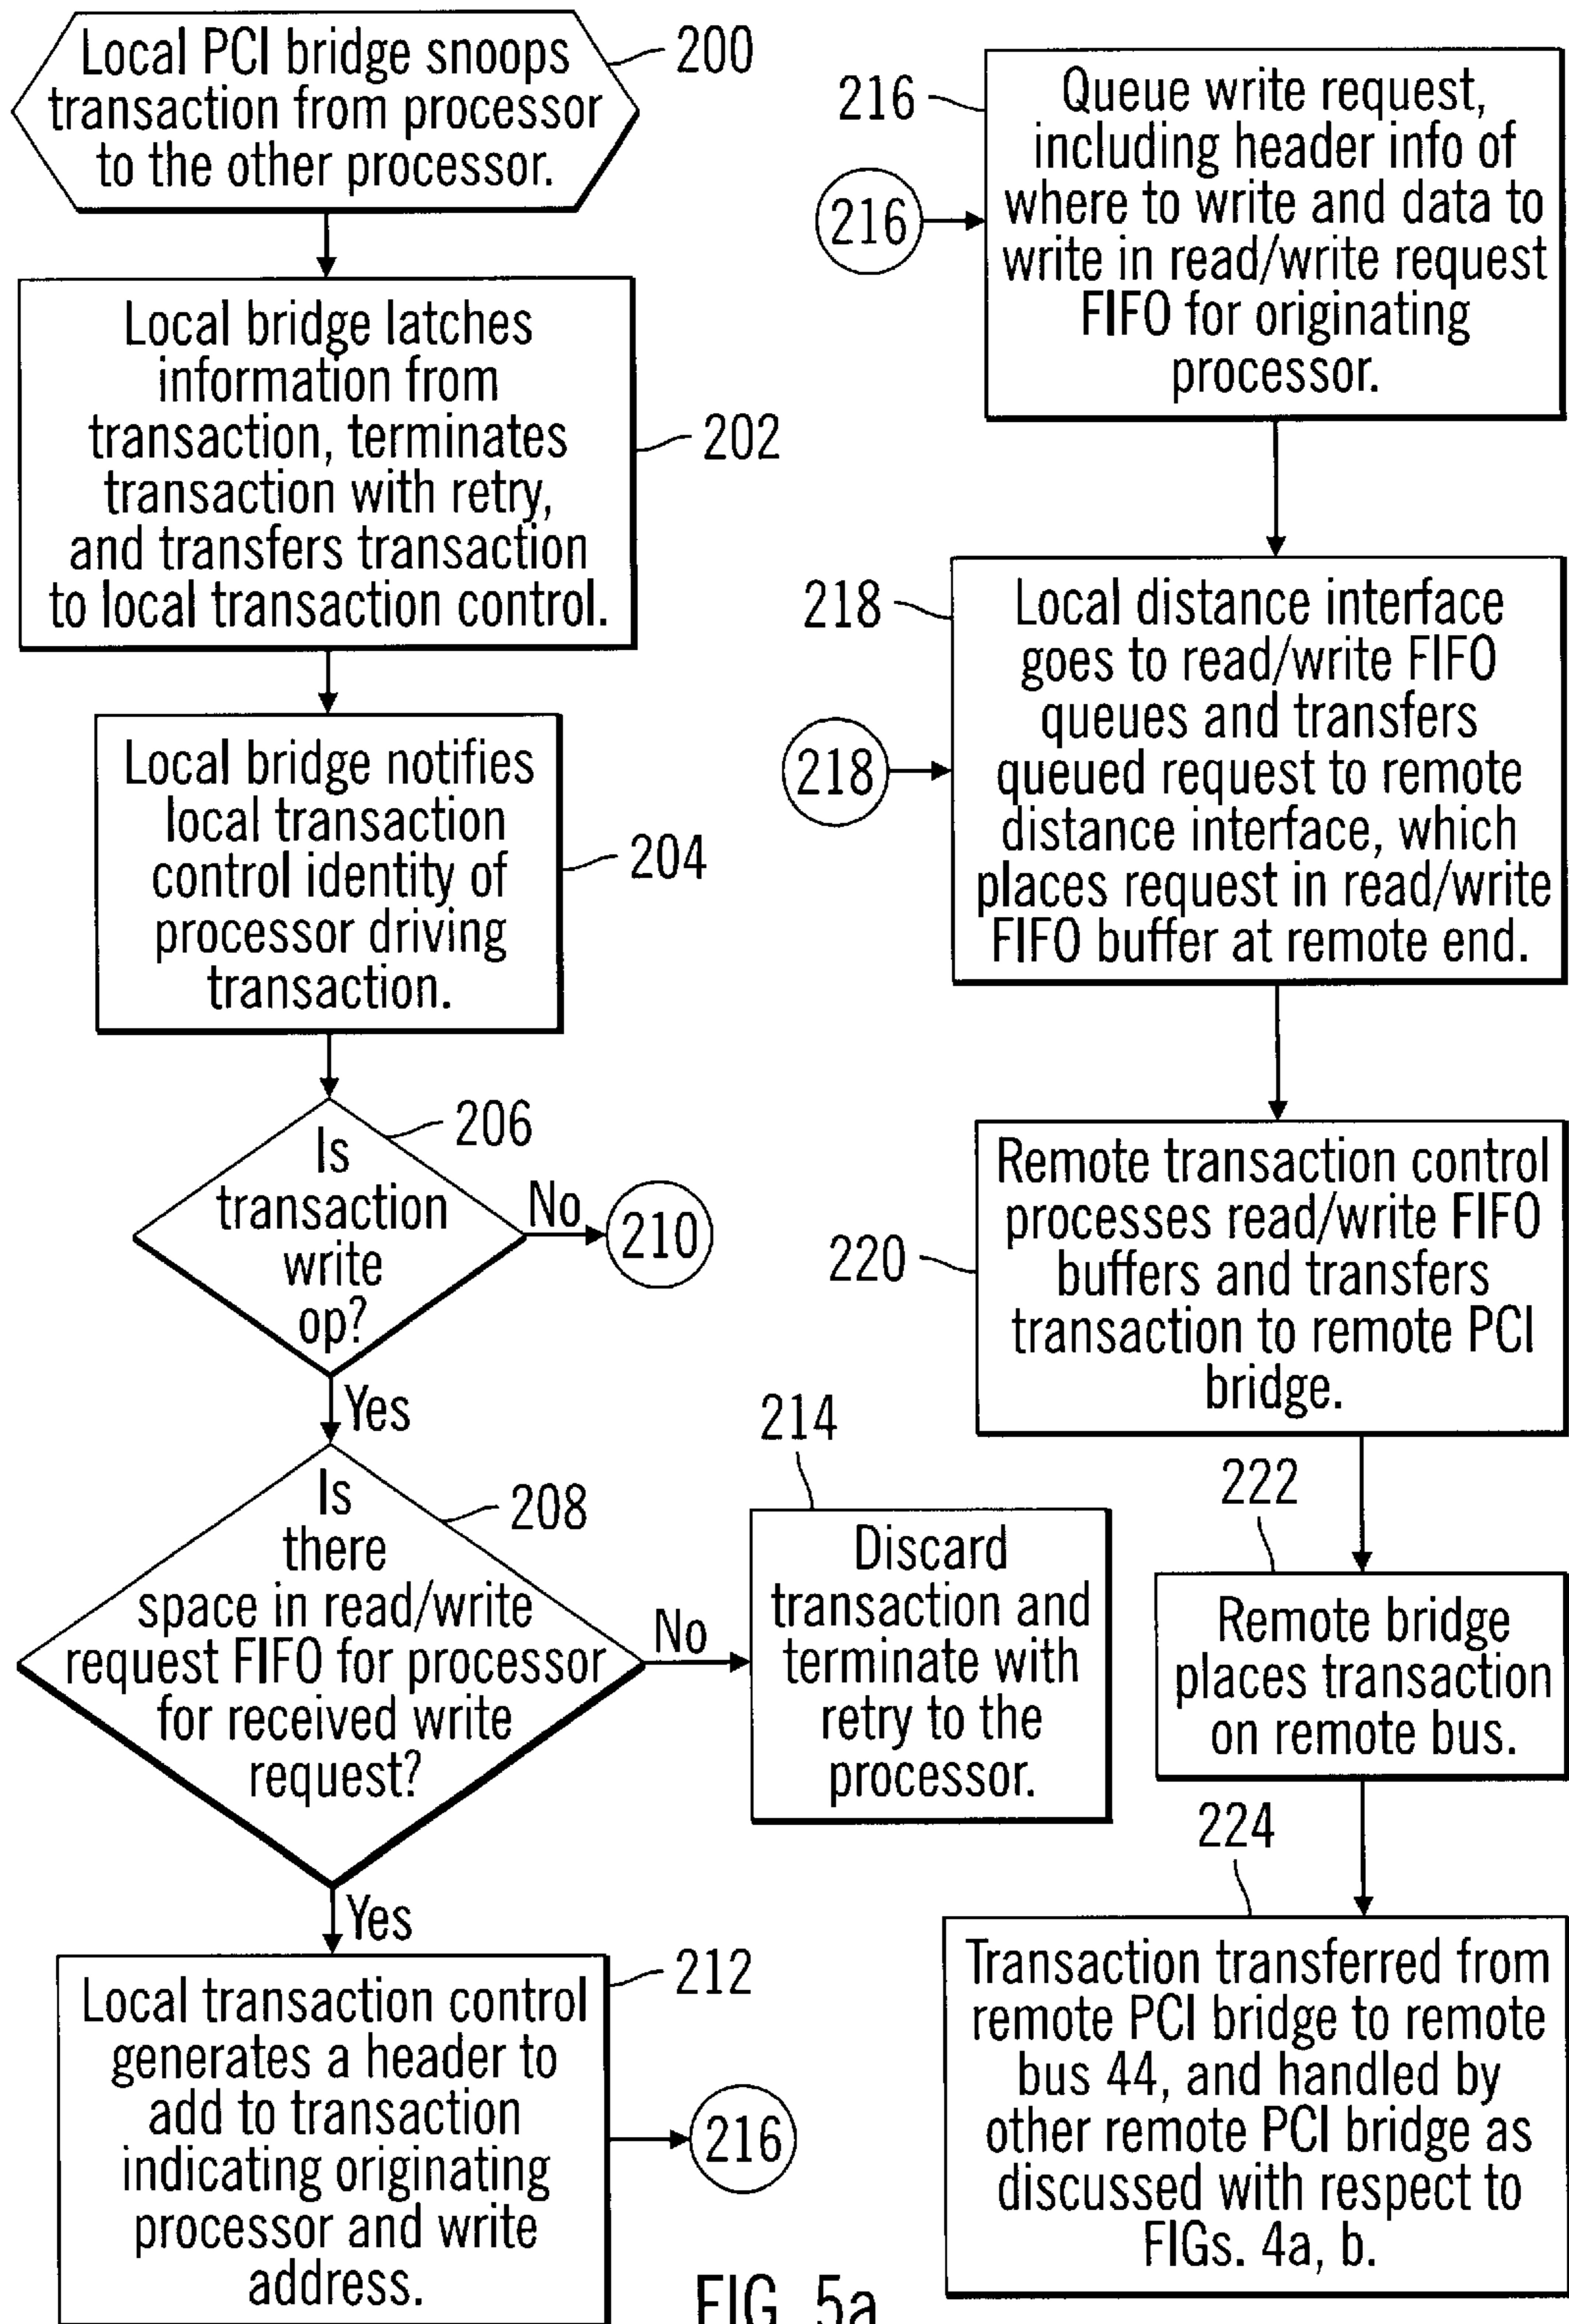 Local PCI bridge snoops
transaction from processor
to the other processor.
200
Local bridge latches
information from
transaction, terminates
transaction with retry,
and transfers transaction
to local transaction control.
202
Local bridge notifies
local transaction
control identity of
processor driving
transaction.
204
Is
transaction
write
op?
206
No
210
Yes
Is
there
space in read/write
request FIFO for processor
for received write
request?
208
No
214
Discard
transaction and
terminate with
retry to the
processor.
Yes
Local transaction control
generates a header to
add to transaction
indicating originating
processor and write
address.
212
216
216
216
Queue write request,
including header info of
where to write and data to
write in read/write request
FIFO for originating
processor.
218
218
Local distance interface
goes to read/write FIFO
queues and transfers
queued request to remote
distance interface, which
places request in read/write
FIFO buffer at remote end.
220
Remote transaction control
processes read/write FIFO
buffers and transfers
transaction to remote PCI
bridge.
222
Remote bridge
places transaction
on remote bus.
224
Transaction transferred from
remote PCI bridge to remote
bus 44, and handled by
other remote PCI bridge as
discussed with respect to
FIGs. 4a, b.
FIG. 5a